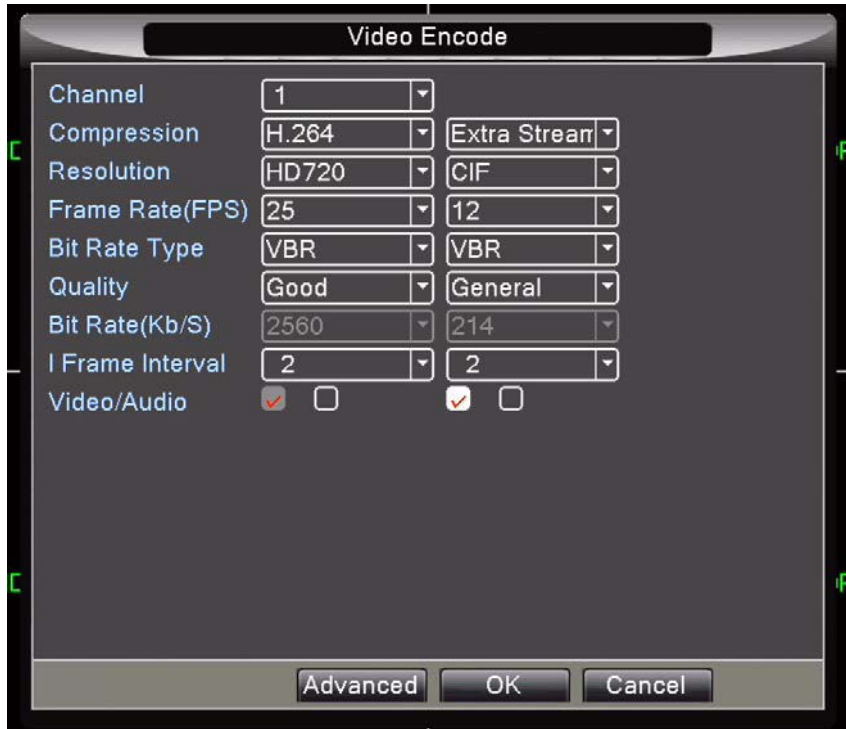 Video Encode
Channel 1
Compression H.264 Extra Stream
Resolution HD720 CIF
Frame Rate(FPS) 25 12
Bit Rate Type VBR VBR
Quality Good General
Bit Rate(Kb/S) 2560 214
I Frame Interval 2 2
Video/Audio
Advanced OK Cancel